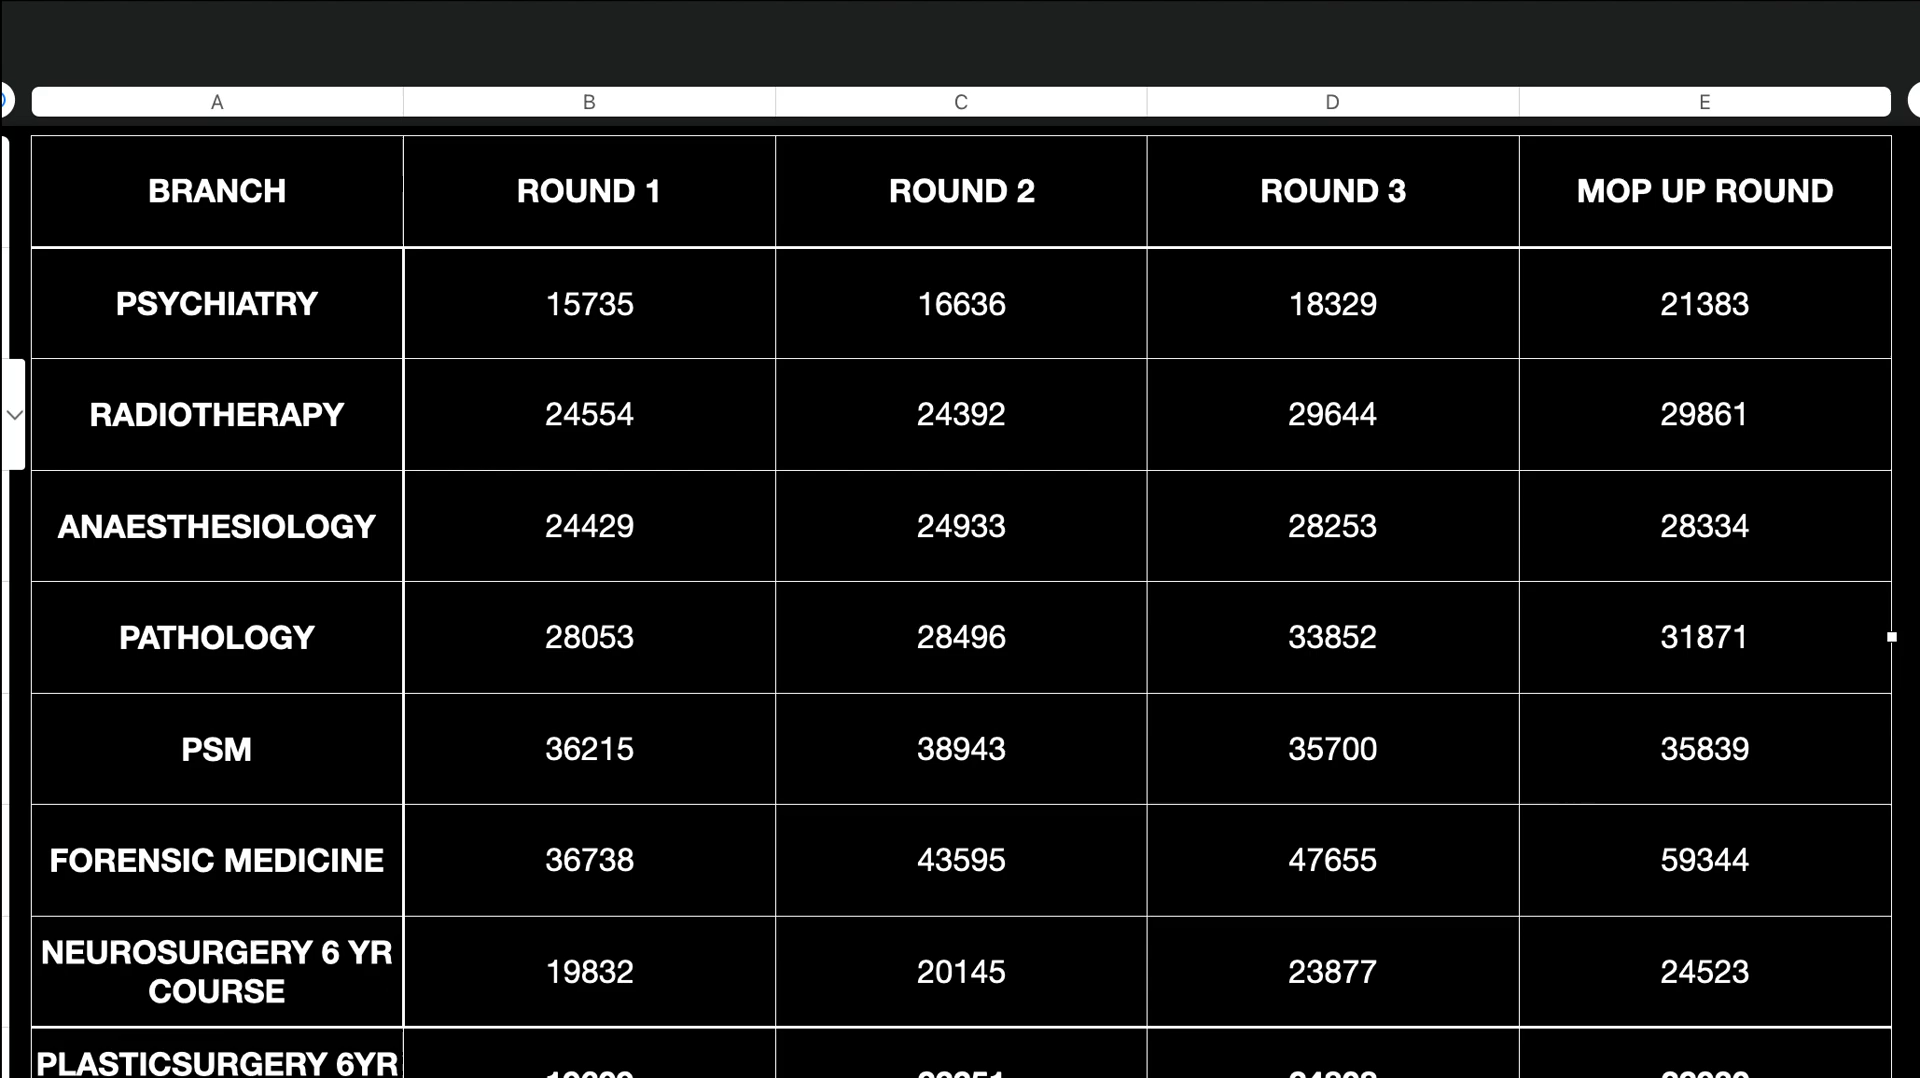 A B C D E
BRANCH ROUND 1 ROUND 2 ROUND 3 MOP UP ROUND
PSYCHIATRY 15735 16636 18329 21383
RADIOTHERAPY 24554 24392 29644 29861
ANAESTHESIOLOGY 24429 24933 28253 28334
PATHOLOGY 28053 28496 33852 31871
PSM 36215 38943 35700 35839
FORENSIC MEDICINE 36738 43595 47655 59344
NEUROSURGERY 6 YR
COURSE 19832 20145 23877 24523
PLASTICSURGERY 6YR